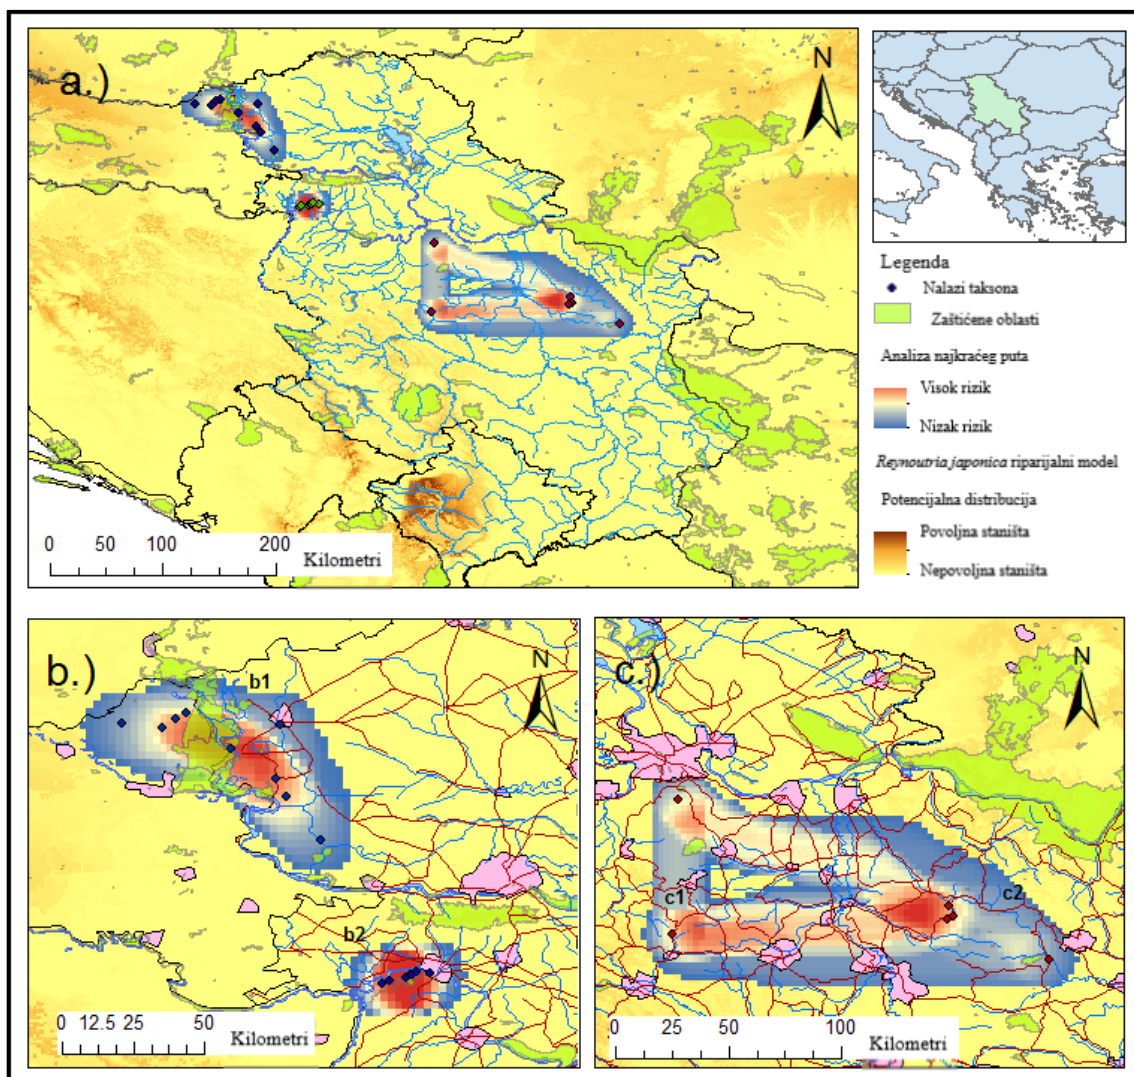 a.)
N
0 50 100 200
Kilometri
Legenda
Nalazi taksona
Zaštićene oblasti
Analiza najkraćeg puta
Visok rizik
Nizak rizik
Reynoutria japonica riparijalni model
Potencijalna distribucija
Povoljna staništa
Nepovoljna staništa
b.)
b1
N
b2
0 12.5 25 50
Kilometri
c.)
N
c1
c2
0 25 50 100
Kilometri